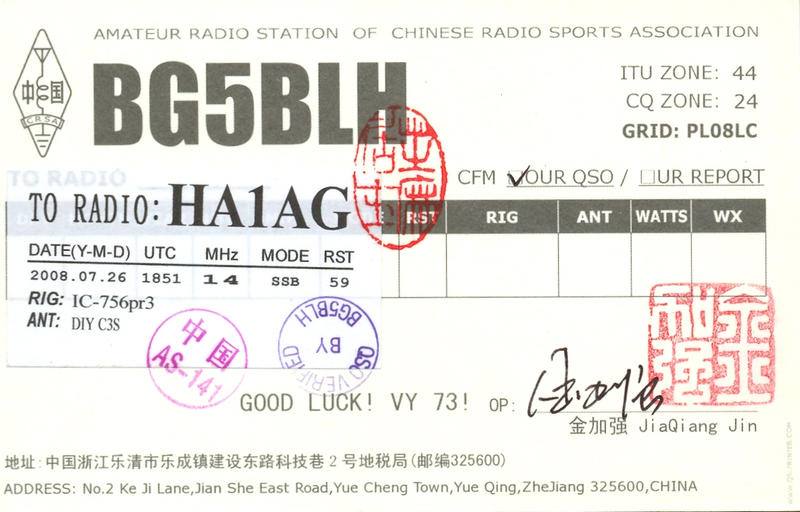 AMATEUR RADIO STATION OF CHINESE RADIO SPORTS ASSOCIATION
中国
CRSA
BG5BLH
ITU ZONE: 44
CQ ZONE: 24
GRID: PL08LC
CFM ☑OUR QSO / □UR REPORT
TO RADIO
TO RADIO: HA1AG
RST RIG ANT WATTS WX
DATE(Y-M-D) UTC MHz MODE RST
2008.07.26 1851 14 SSB 59
RIG: IC-756pr3
ANT: DIY C3S
中国
AS-141
QSO VERIFIED
BY
BG5BLH
金加强
GOOD LUCK! VY 73! OP:
金加强 JiaQiang Jin
地址:中国浙江乐清市乐成镇建设东路科技巷2号地税局(邮编325600)
ADDRESS: No.2 Ke Ji Lane,Jian She East Road,Yue Cheng Town,Yue Qing,ZheJiang 325600,CHINA